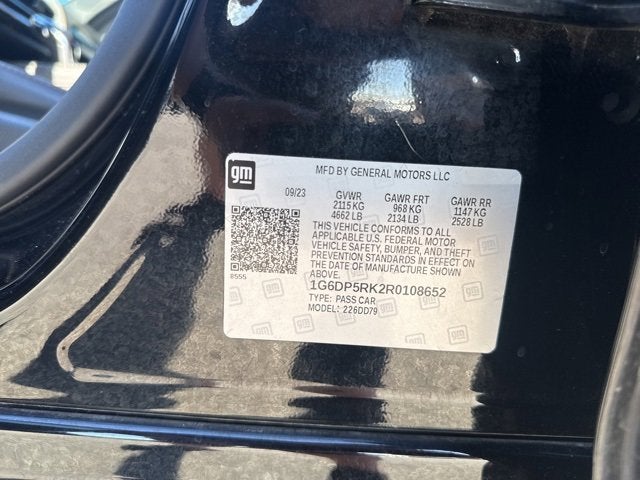 gm
MFD BY GENERAL MOTORS LLC
09/23 GVWR GAWR FRT GAWR RR
2115 KG 968 KG 1147 KG
4662 LB 2134 LB 2528 LB
THIS VEHICLE CONFORMS TO ALL
APPLICABLE U.S. FEDERAL MOTOR
VEHICLE SAFETY, BUMPER, AND THEFT
PREVENTION STANDARDS IN EFFECT ON
THE DATE OF MANUFACTURE SHOWN
ABOVE.
8555
1G6DP5RK2R0108652
TYPE: PASS CAR
MODEL: 226DD79